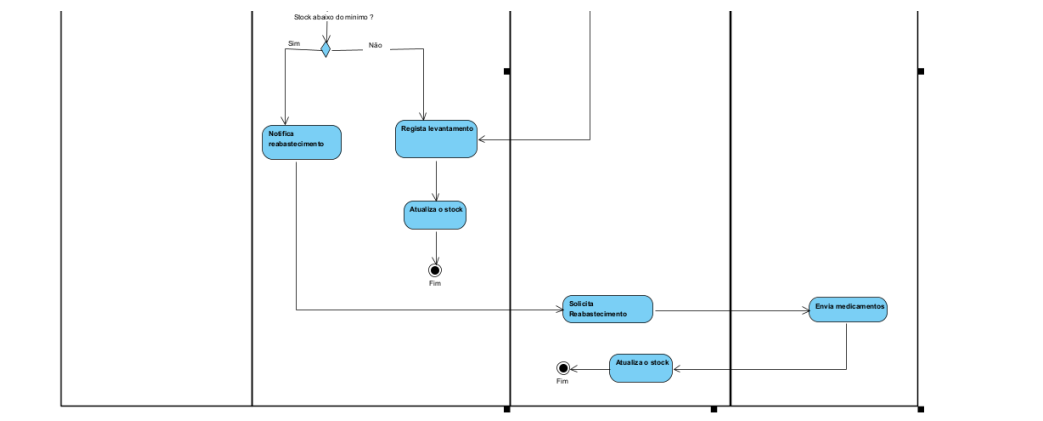 Stock abaixo do minimo ?
Sim
Não
Notifica
reabastecimento
Regista levantamento
Atualiza o stock
Fim
Solicita
Reabastecimento
Envia medicamentos
Atualiza o stock
Fim